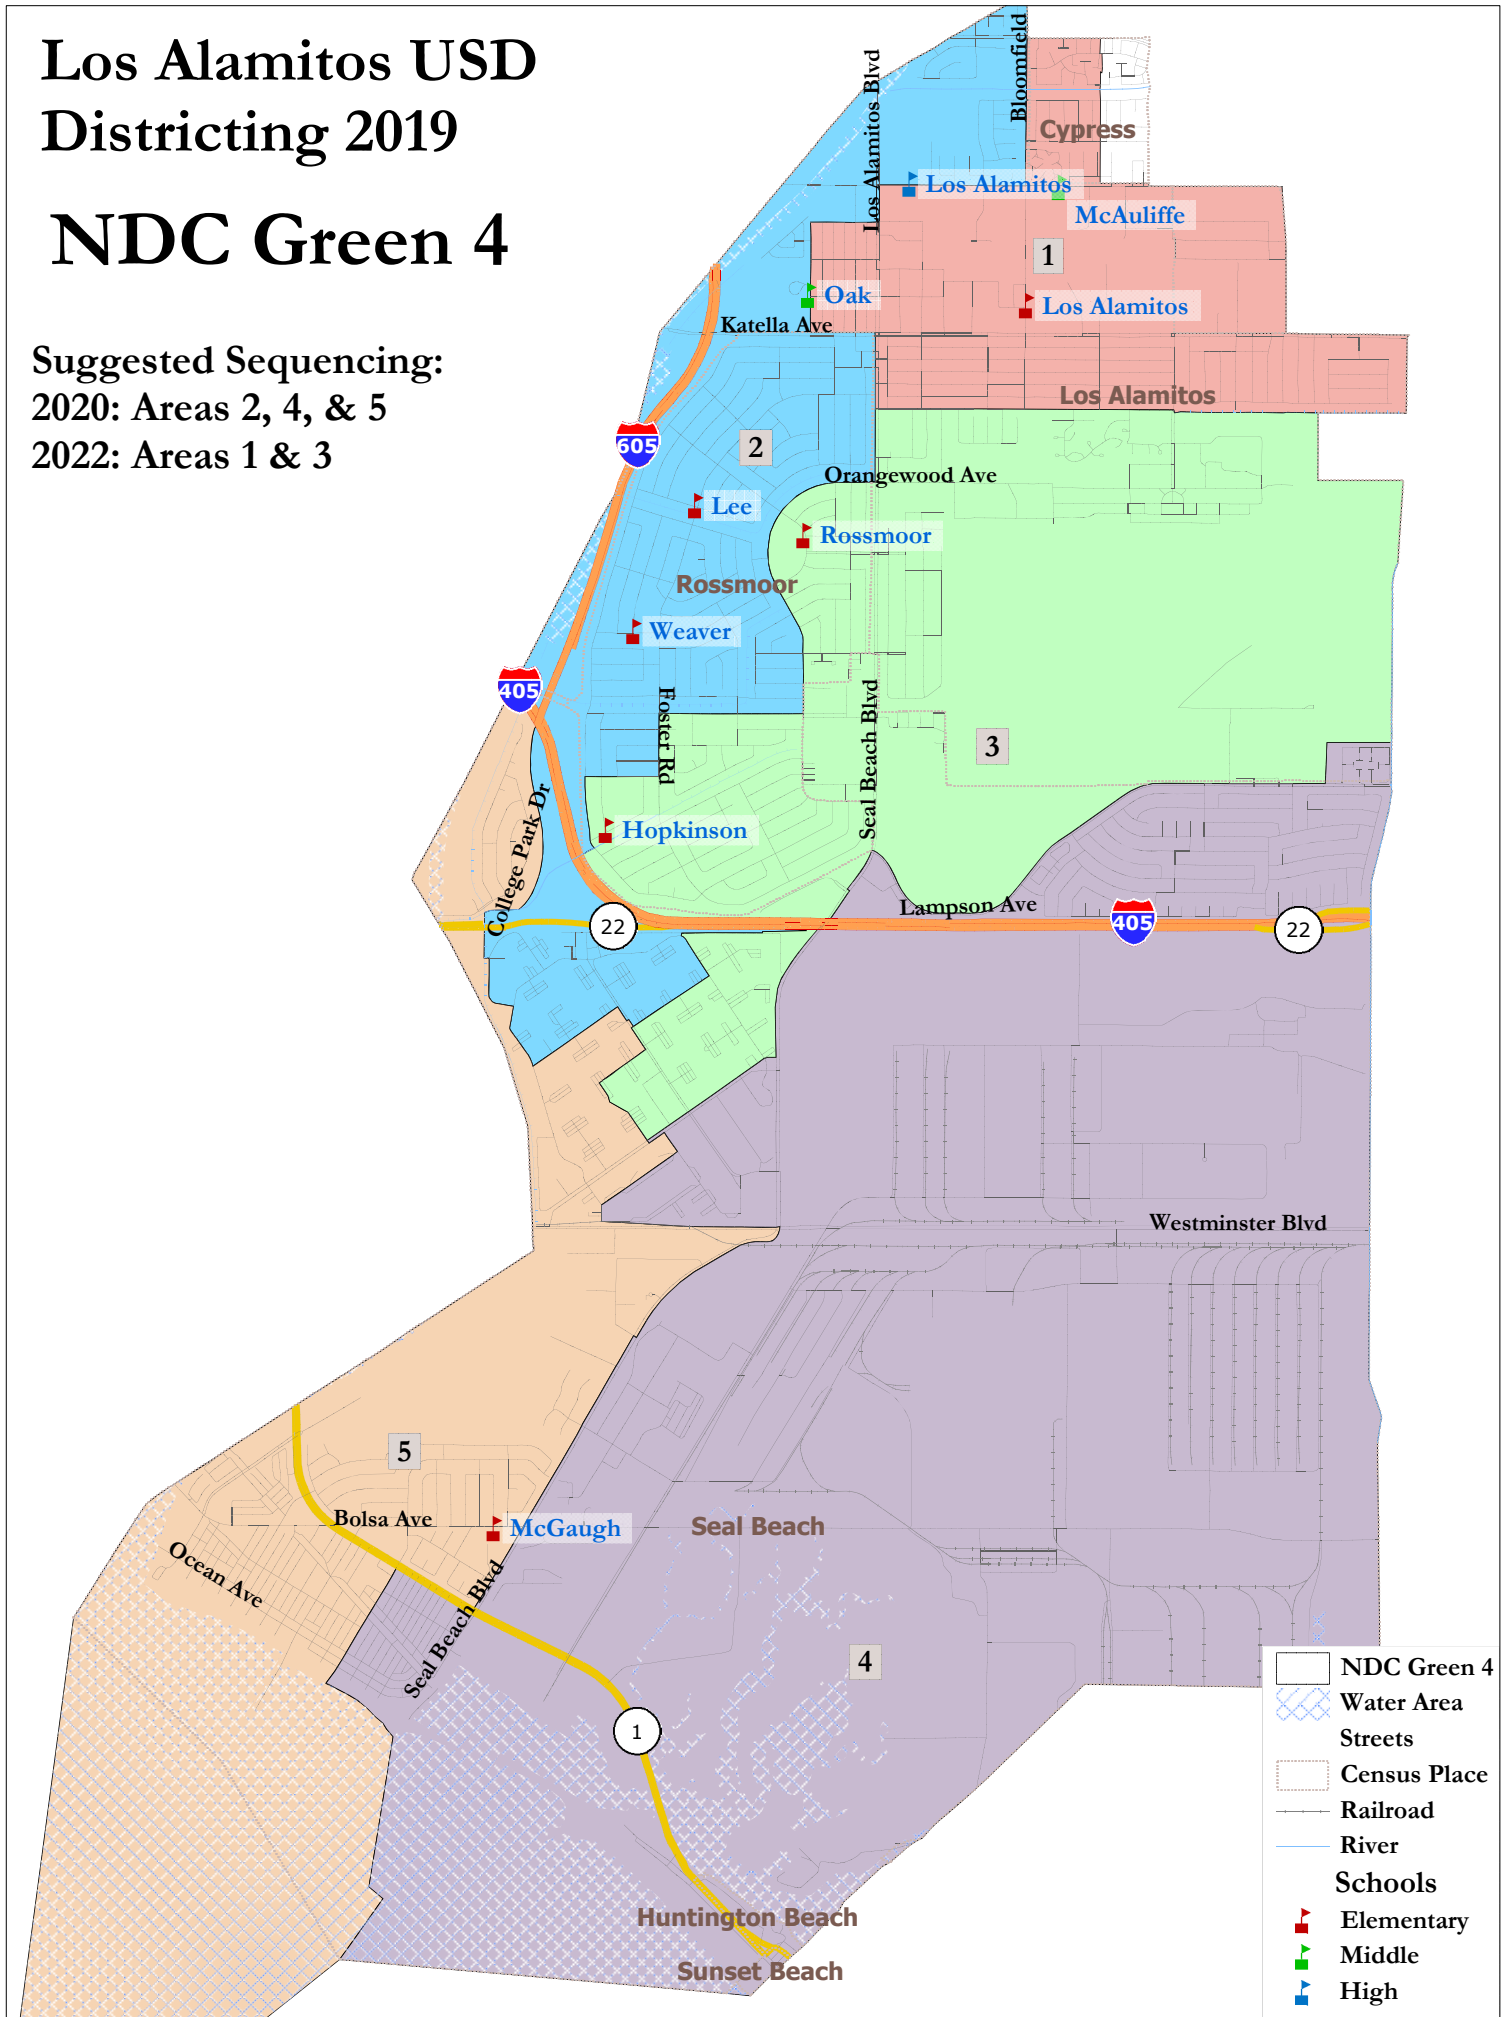 Los Alamitos USD
Districting 2019
NDC Green 4
Suggested Sequencing:
2020: Areas 2, 4, & 5
2022: Areas 1 & 3
Bloomfield
Los Alamitos Blvd
Cypress
Los Alamitos
McAuliffe
1
Oak
Los Alamitos
Katella Ave
Los Alamitos
605
2
Orangewood Ave
Lee
Rossmoor
Rossmoor
Weaver
405
Foster Rd
Seal Beach Blvd
3
College Park Dr
Hopkinson
Lampson Ave
22
405
22
Westminster Blvd
5
Bolsa Ave
McGaugh
Seal Beach
Ocean Ave
Seal Beach Blvd
4
1
Huntington Beach
Sunset Beach
NDC Green 4
Water Area
Streets
Census Place
Railroad
River
Schools
Elementary
Middle
High